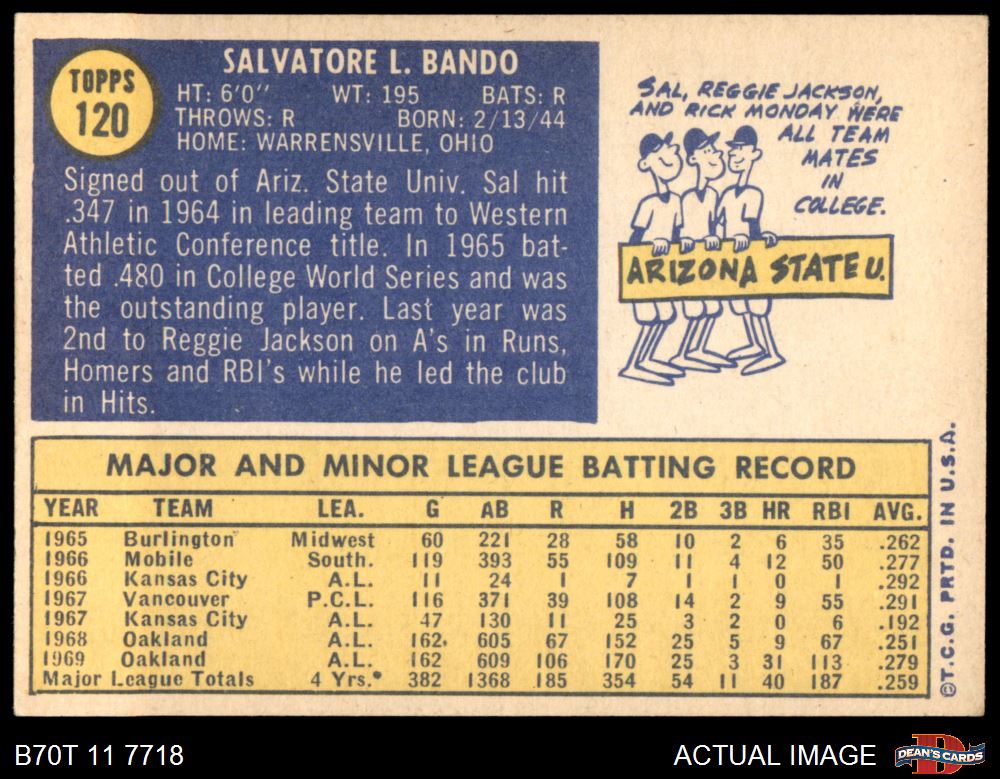 TOPPS
120
SALVATORE L. BANDO
HT: 6'0" WT: 195 BATS: R
THROWS: R BORN: 2/13/44
HOME: WARRENSVILLE, OHIO
Signed out of Ariz. State Univ. Sal hit
.347 in 1964 in leading team to Western
Athletic Conference title. In 1965 bat-
ted .480 in College World Series and was
the outstanding player. Last year was
2nd to Reggie Jackson on A's in Runs,
Homers and RBI's while he led the club
in Hits.
SAL, REGGIE JACKSON,
AND RICK MONDAY WERE
ALL TEAM
MATES
IN
COLLEGE.
ARIZONA STATE U.
MAJOR AND MINOR LEAGUE BATTING RECORD
YEAR TEAM LEA. G AB R H 2B 3B HR RBI AVG.
1965 Burlington Midwest 60 221 28 58 10 2 6 35 .262
1966 Mobile South. 119 393 55 109 11 4 12 50 .277
1966 Kansas City A.L. 11 24 1 7 1 1 0 1 .292
1967 Vancouver P.C.L. 116 371 39 108 14 2 9 55 .291
1967 Kansas City A.L. 47 130 11 25 3 2 0 6 .192
1968 Oakland A.L. 162 605 67 152 25 5 9 67 .251
1969 Oakland A.L. 162 609 106 170 25 3 31 113 .279
Major League Totals 4 Yrs.* 382 1368 185 354 54 11 40 187 .259
©T.C.G. PRTD. IN U.S.A.
B70T 11 7718
ACTUAL IMAGE
D
DEAN'S CARDS